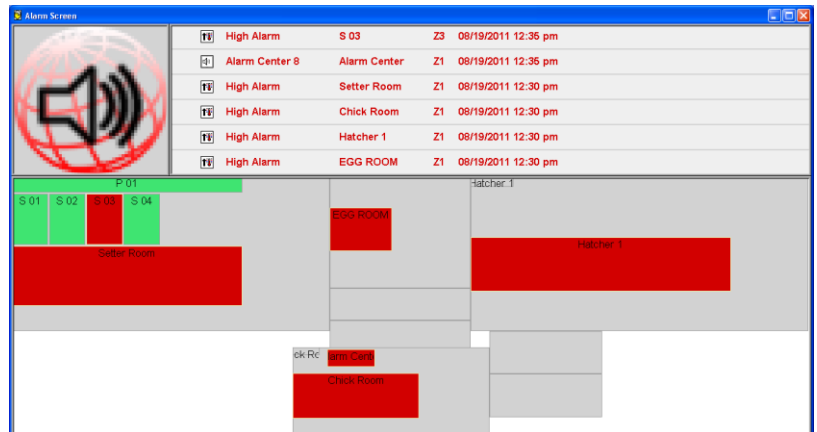 Alarm Screen
High Alarm S 03 Z3 08/19/2011 12:35 pm
Alarm Center 8 Alarm Center Z1 08/19/2011 12:35 pm
High Alarm Setter Room Z1 08/19/2011 12:30 pm
High Alarm Chick Room Z1 08/19/2011 12:30 pm
High Alarm Hatcher 1 Z1 08/19/2011 12:30 pm
High Alarm EGG ROOM Z1 08/19/2011 12:30 pm
P 01 Hatcher 1
S 01 S 02 S 03 S 04
EGG ROOM
Setter Room Hatcher 1
ck Rc larm Cent
Chick Room